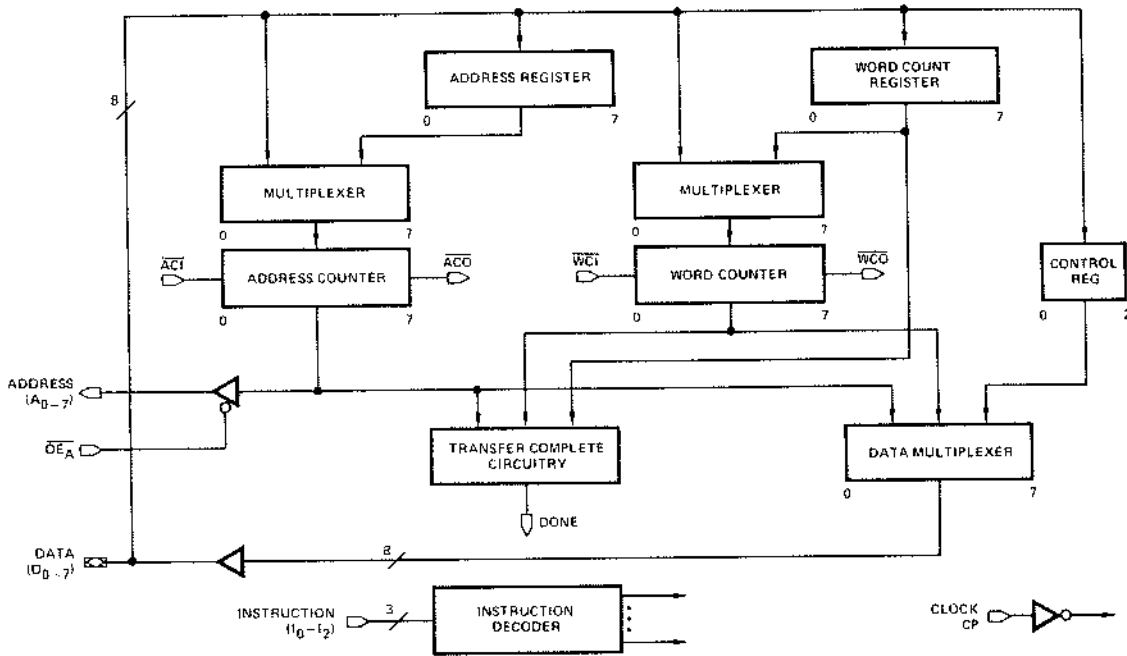 8
ADDRESS REGISTER
0 7
WORD COUNT
REGISTER
0 7
MULTIPLEXER
0 7
MULTIPLEXER
0 7
ACI
ADDRESS COUNTER
ACO
0 7
WCI
WORD COUNTER
WCO
0 7
CONTROL
REG
0 2
ADDRESS
(A0-7)
OEA
TRANSFER COMPLETE
CIRCUITRY
DATA MULTIPLEXER
0 7
DONE
DATA
(D0-7)
8
INSTRUCTION
(I0-I2)
3
INSTRUCTION
DECODER
CLOCK
CP